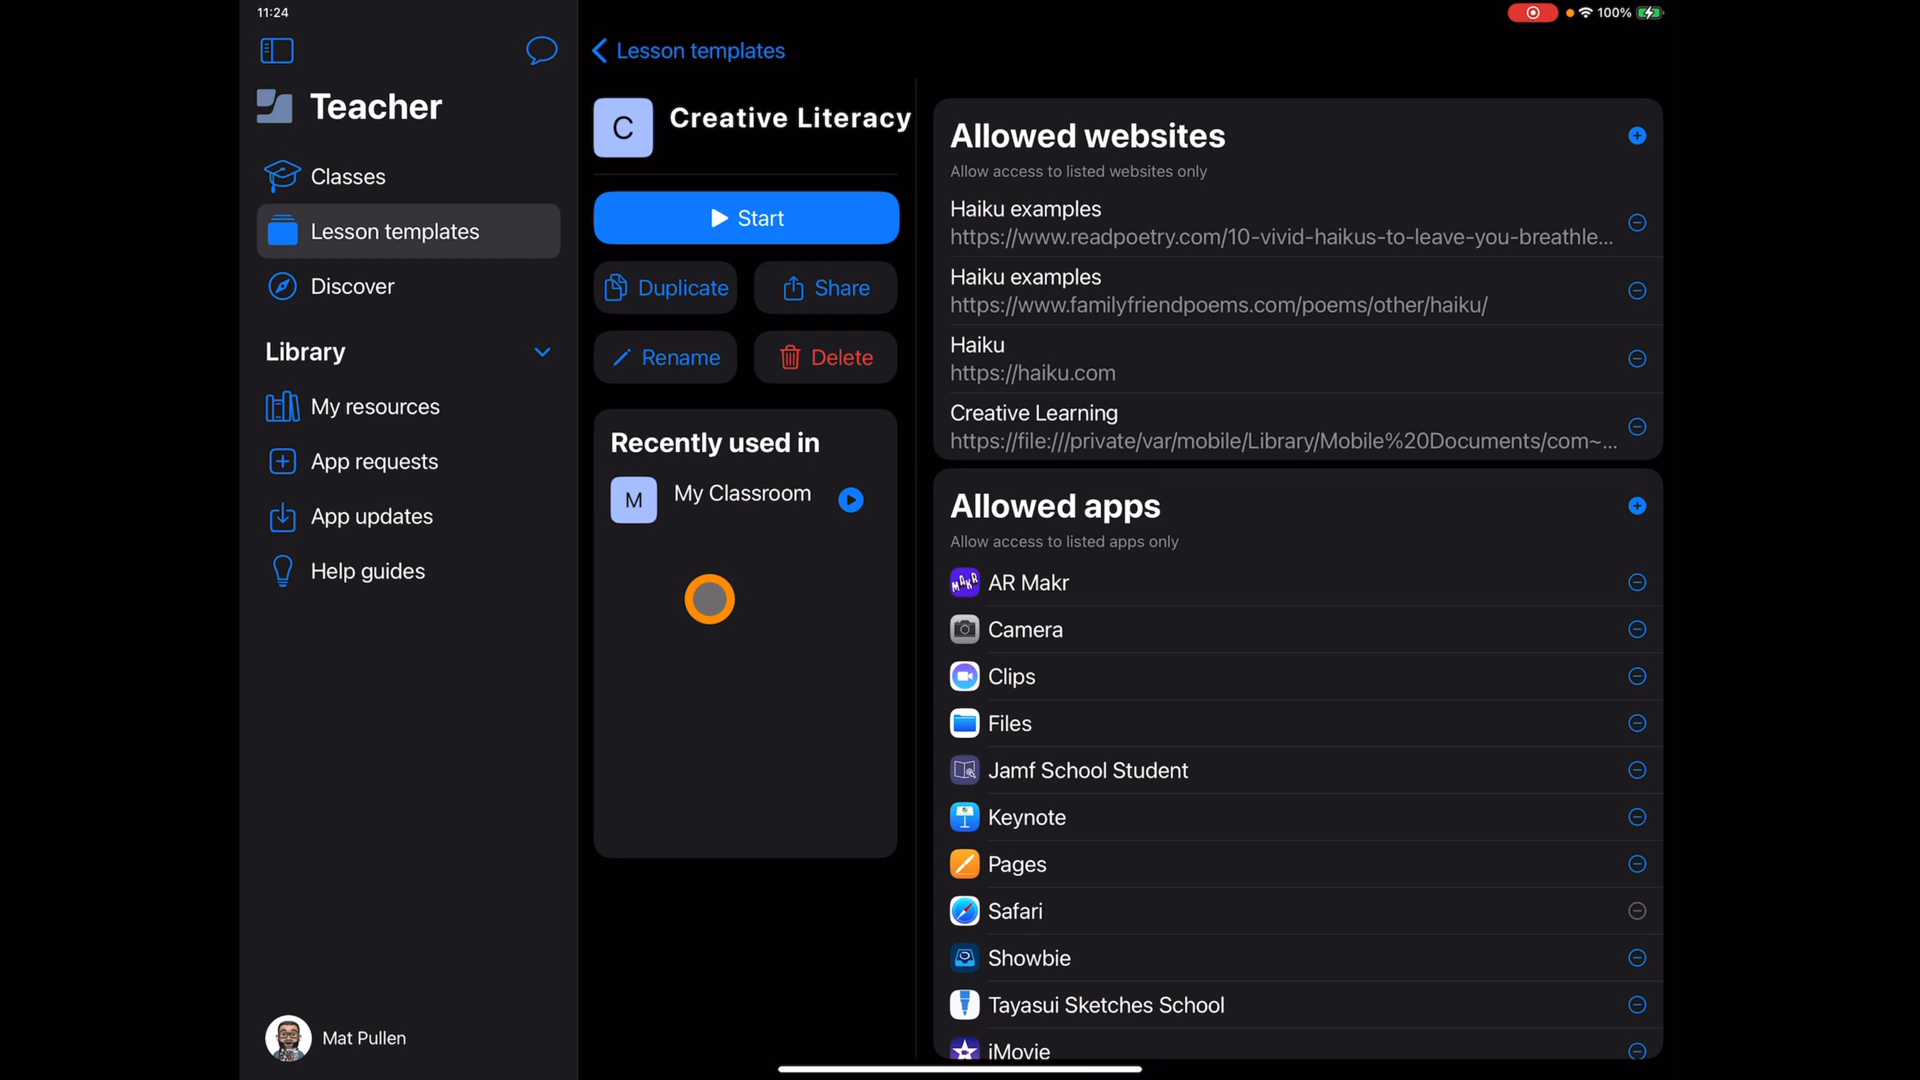 11:24
100%
Teacher
Classes
Lesson templates
Discover
Library
My resources
App requests
App updates
Help guides
Mat Pullen
Lesson templates
C
Creative Literacy
Start
Duplicate
Share
Rename
Delete
Recently used in
M
My Classroom
Allowed websites
Allow access to listed websites only
Haiku examples
https://www.readpoetry.com/10-vivid-haikus-to-leave-you-breathle...
Haiku examples
https://www.familyfriendpoems.com/poems/other/haiku/
Haiku
https://haiku.com
Creative Learning
https://file:///private/var/mobile/Library/Mobile%20Documents/com~...
Allowed apps
Allow access to listed apps only
MAKR
AR Makr
Camera
Clips
Files
Jamf School Student
Keynote
Pages
Safari
Showbie
Tayasui Sketches School
iMovie